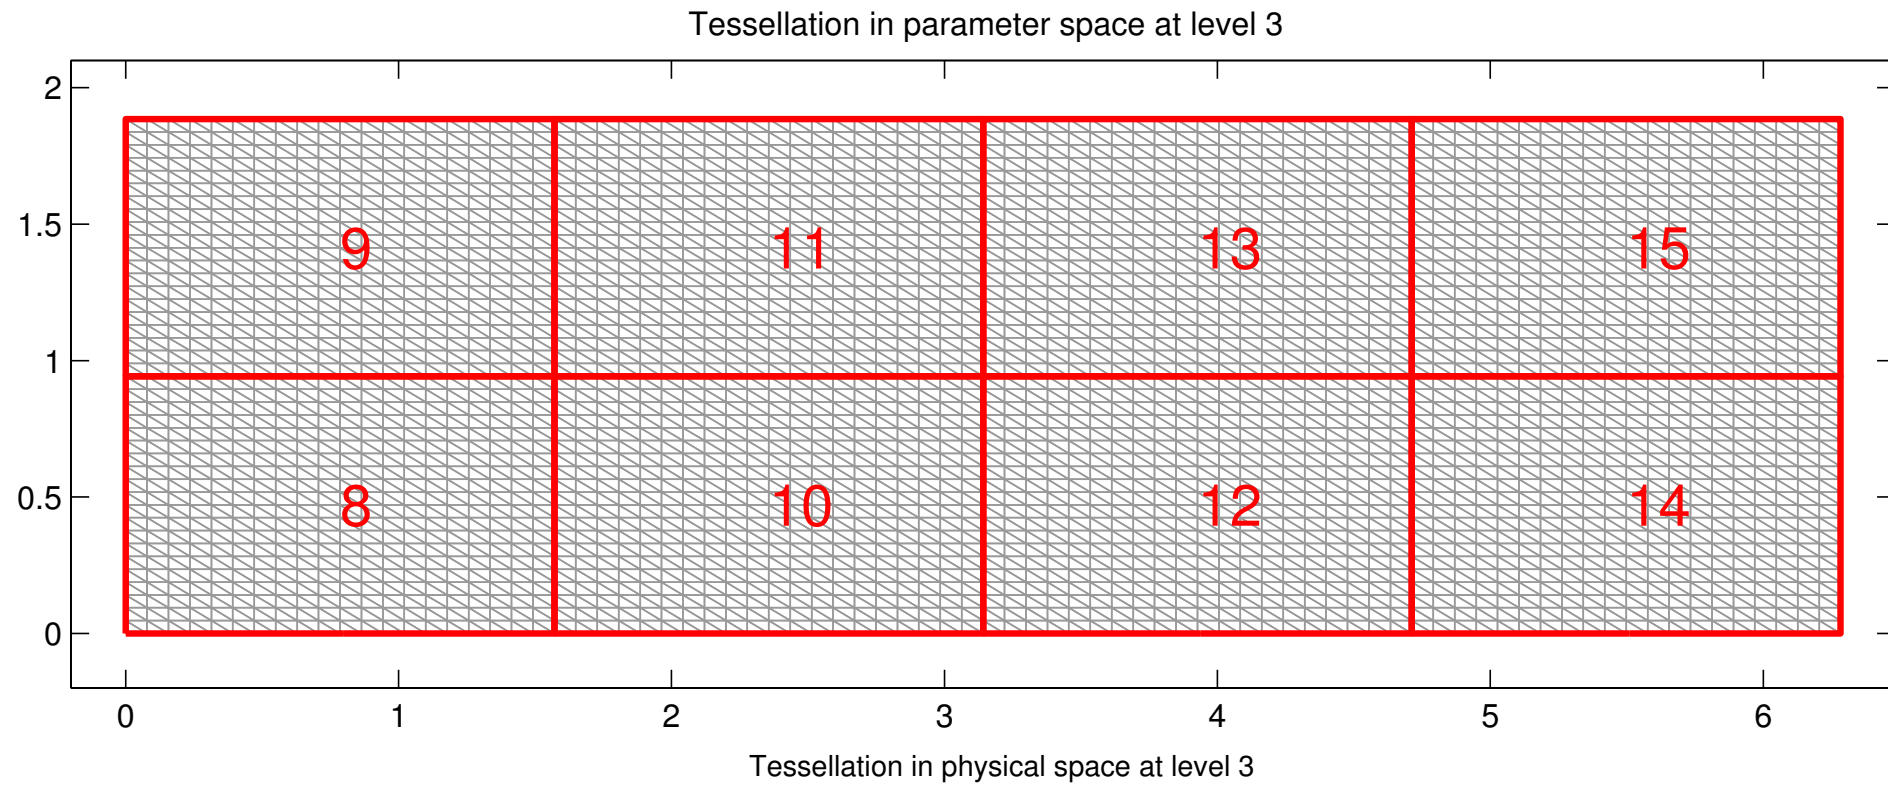 Tessellation in parameter space at level 3
2
1.5
9 11 13 15
1
0.5
8 10 12 14
0
0 1 2 3 4 5 6
Tessellation in physical space at level 3